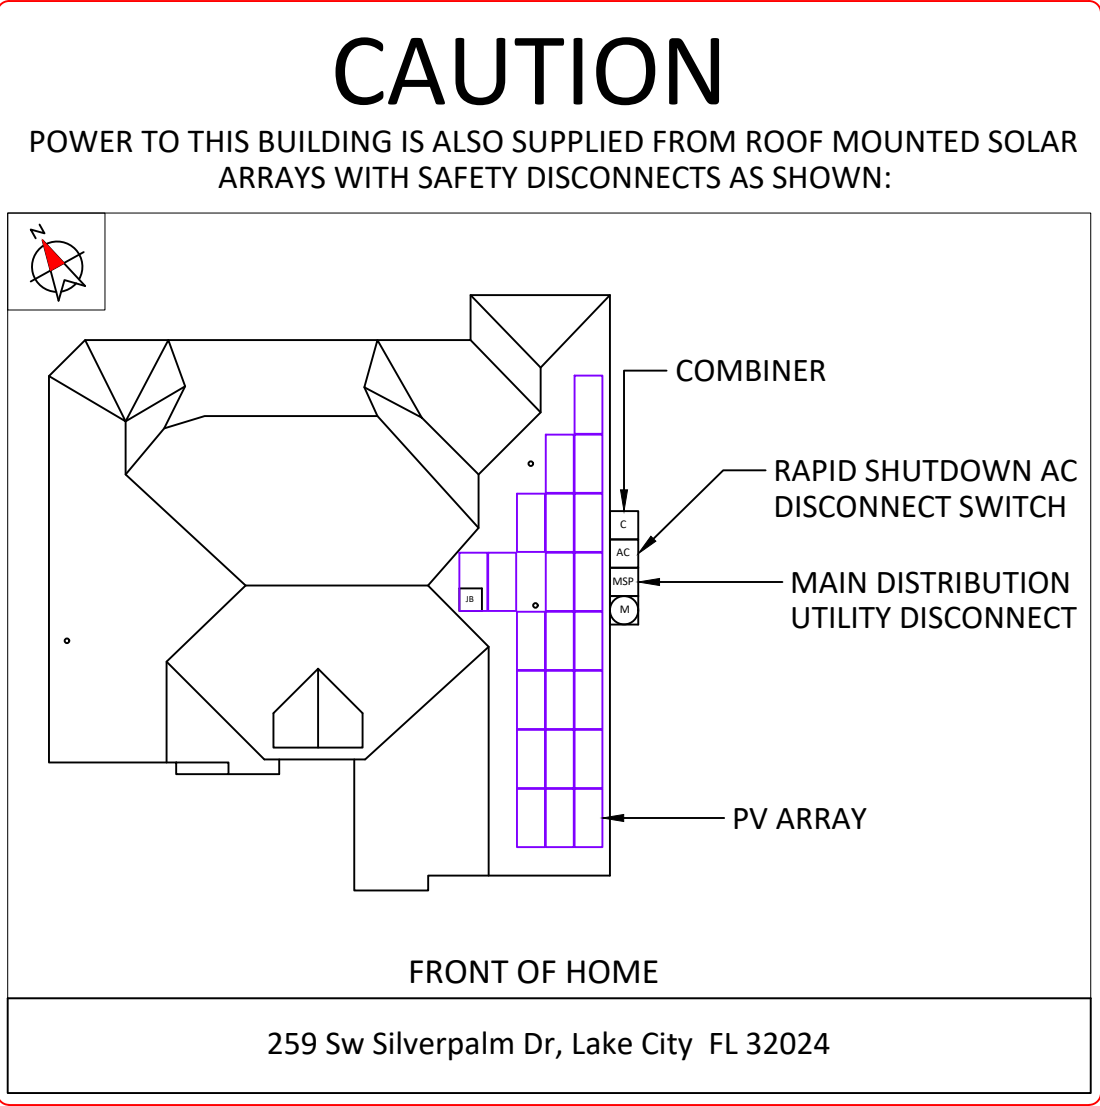 CAUTION
POWER TO THIS BUILDING IS ALSO SUPPLIED FROM ROOF MOUNTED SOLAR
ARRAYS WITH SAFETY DISCONNECTS AS SHOWN:
N
COMBINER
RAPID SHUTDOWN AC
DISCONNECT SWITCH
C
AC
MSP
M
MAIN DISTRIBUTION
UTILITY DISCONNECT
JB
PV ARRAY
FRONT OF HOME
259 Sw Silverpalm Dr, Lake City  FL 32024